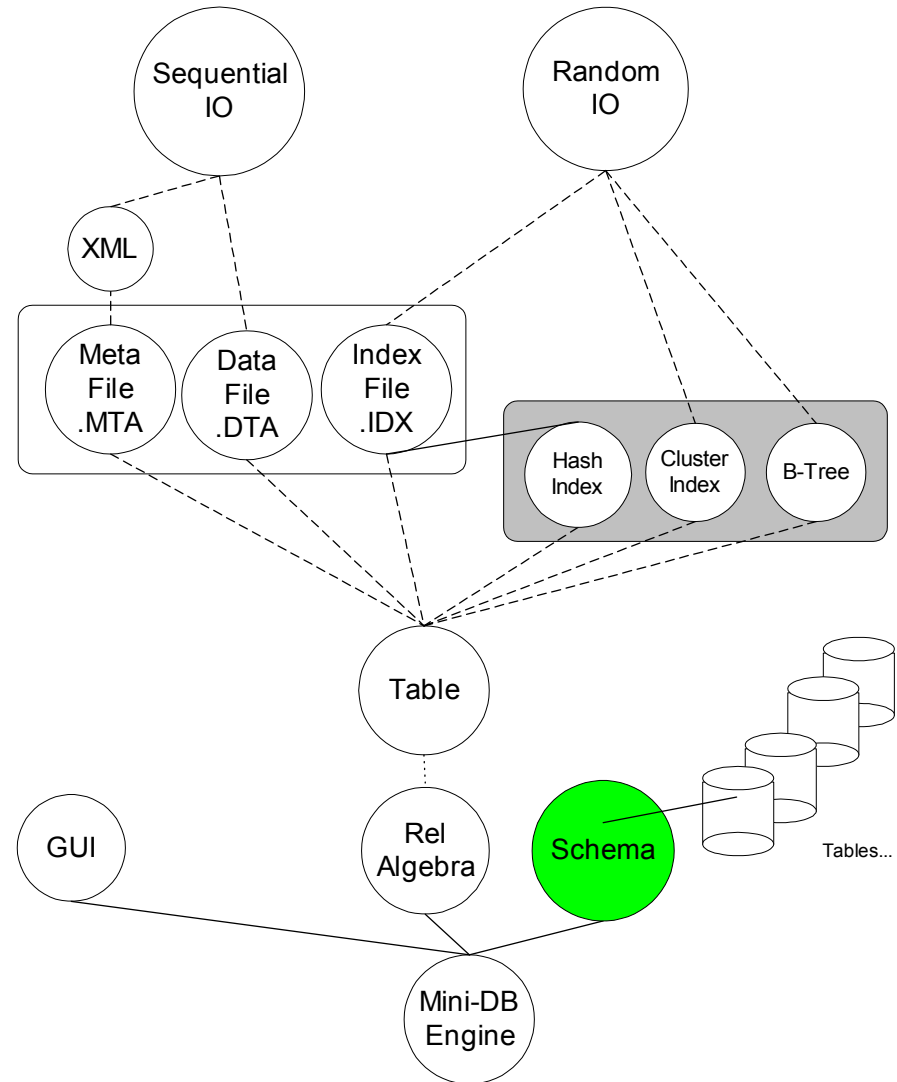 Sequential
IO
Random
IO
XML
Meta
File
.MTA
Data
File
.DTA
Index
File
.IDX
Hash
Index
Cluster
Index
B-Tree
Table
GUI
Rel
Algebra
Schema
Tables...
Mini-DB
Engine